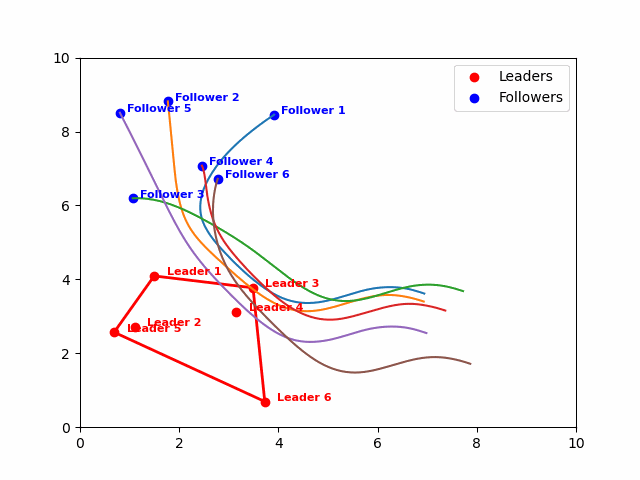 10
8
6
4
2
0
0
2
4
6
8
10
Leaders
Followers
Follower 2
Follower 5
Follower 1
Follower 4
Follower 6
Follower 3
Leader 1
Leader 3
Leader 4
Leader 2
Leader 5
Leader 6